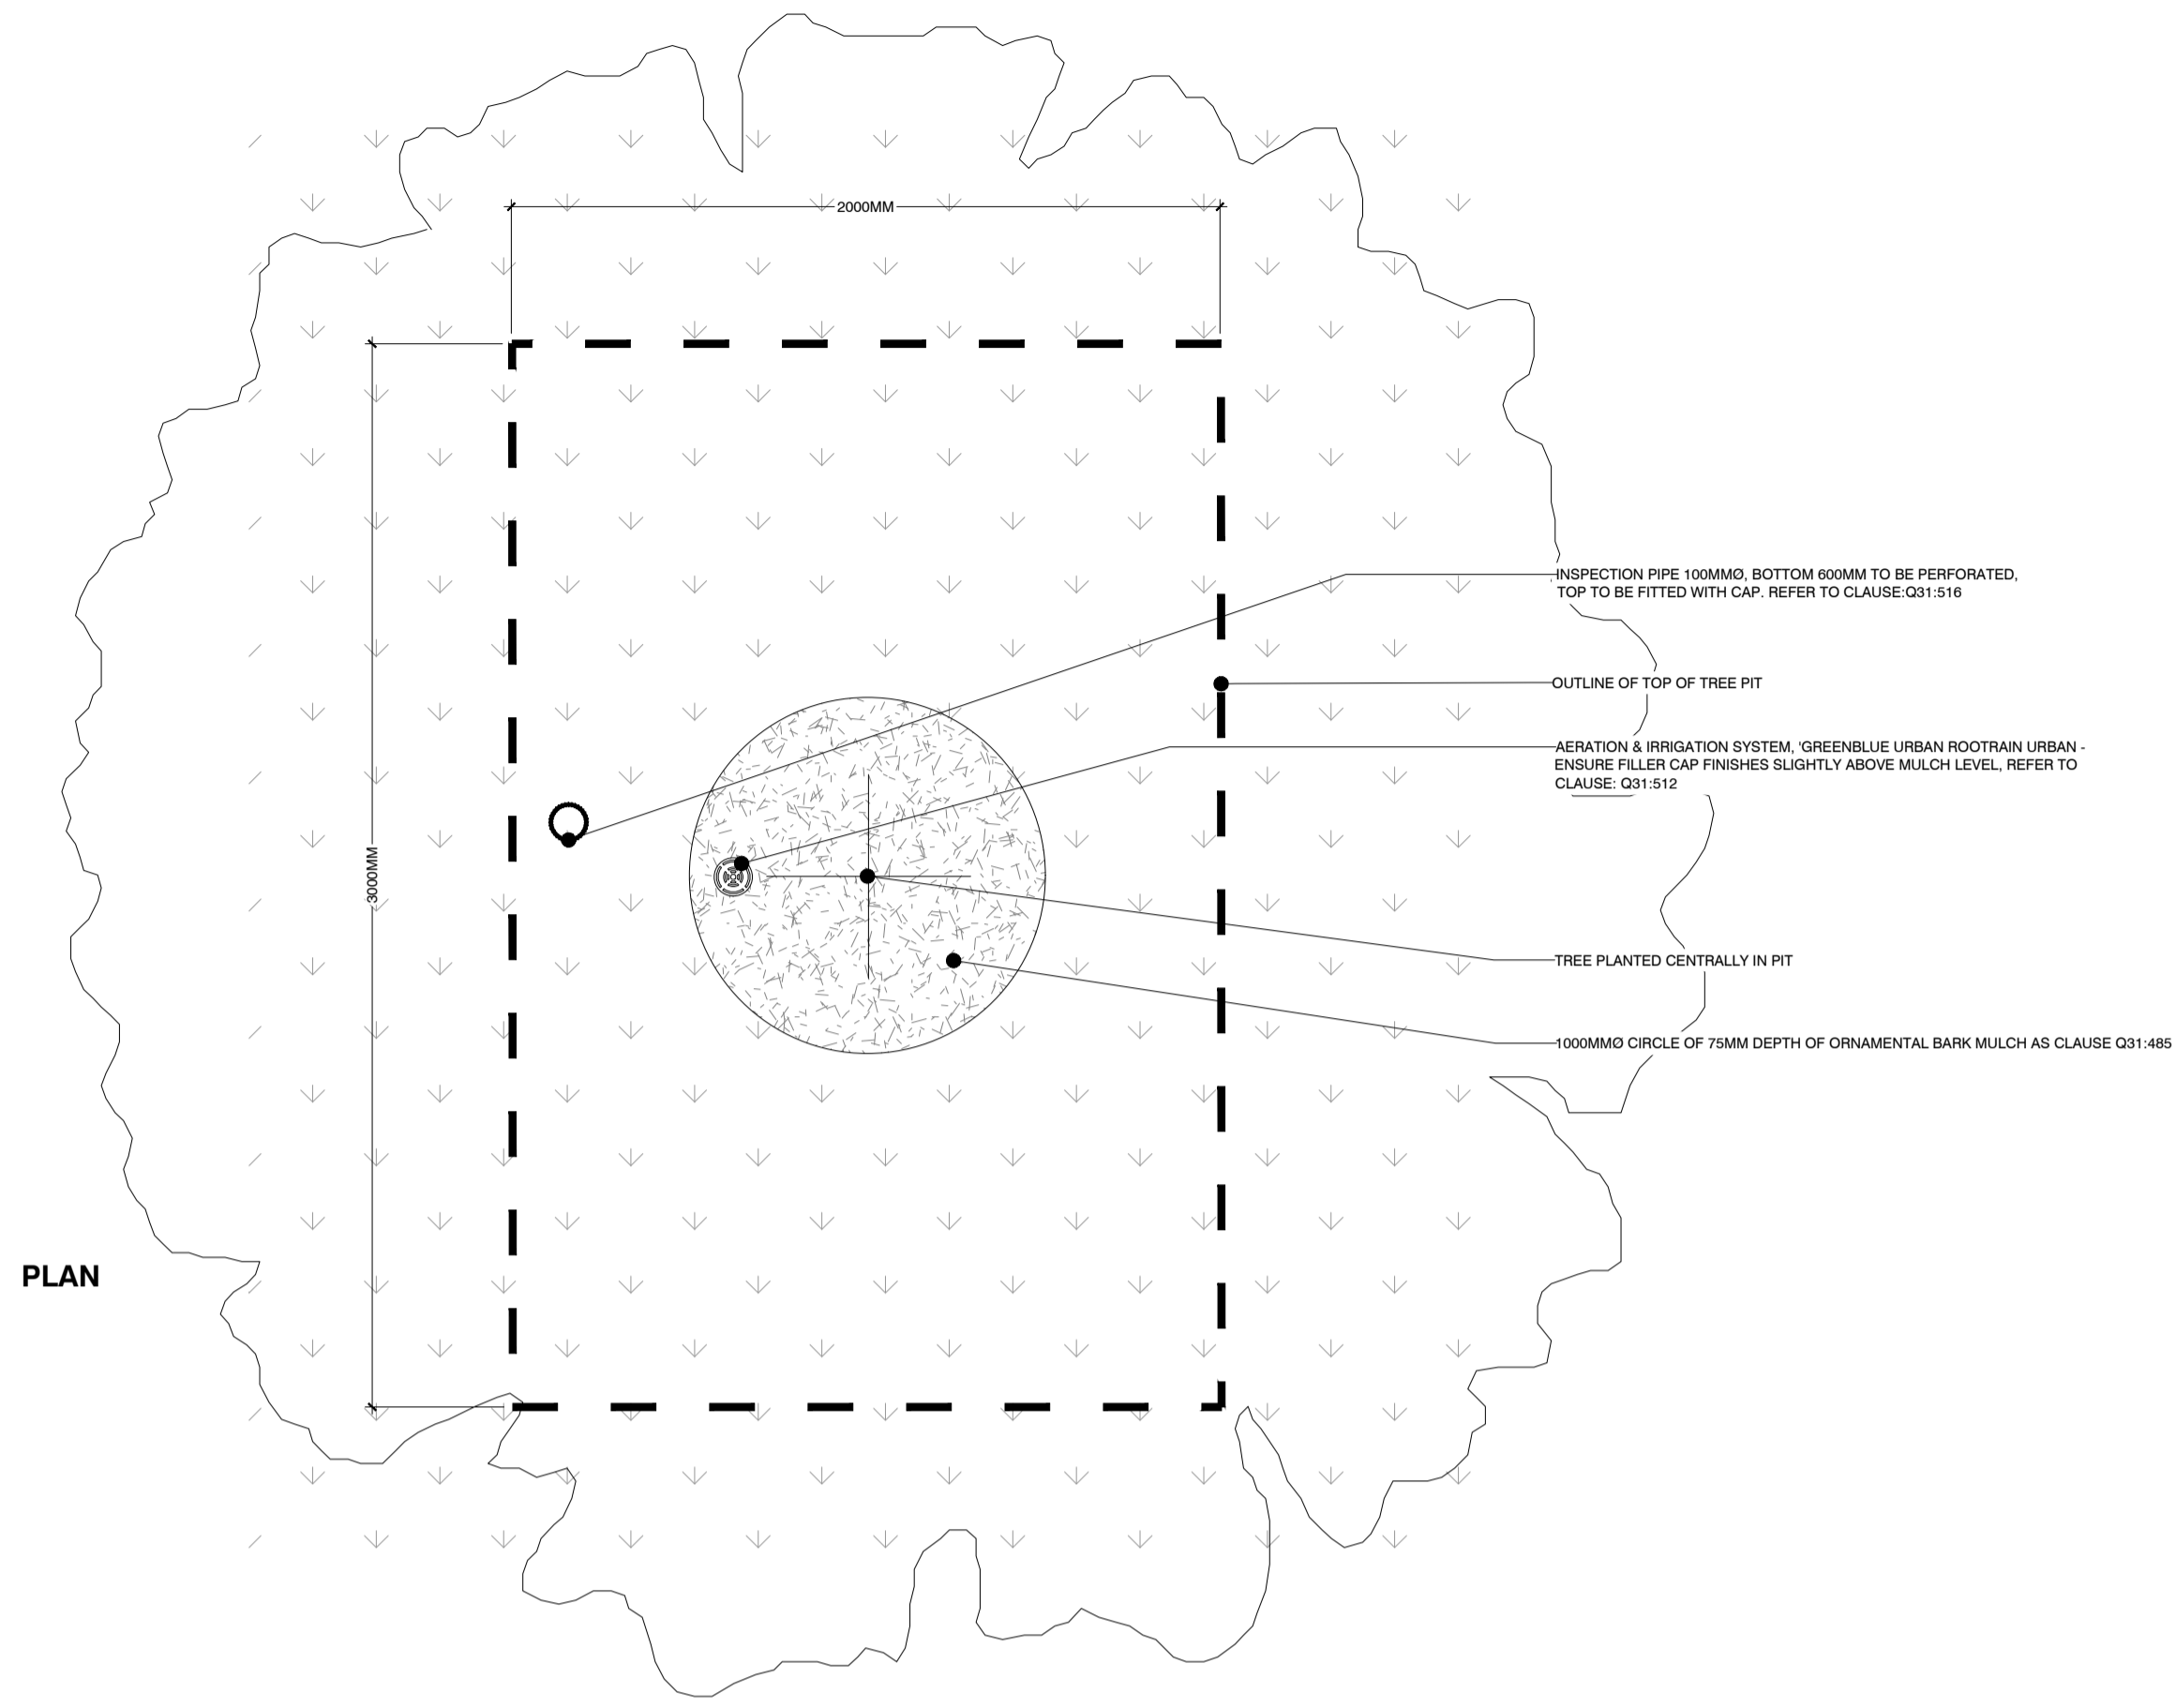 2000MM
INSPECTION PIPE 100MMØ, BOTTOM 600MM TO BE PERFORATED,
TOP TO BE FITTED WITH CAP. REFER TO CLAUSE:Q31:516
OUTLINE OF TOP OF TREE PIT
AERATION & IRRIGATION SYSTEM, 'GREENBLUE URBAN ROOTRAIN URBAN -
ENSURE FILLER CAP FINISHES SLIGHTLY ABOVE MULCH LEVEL, REFER TO
CLAUSE: Q31:512
3000MM
TREE PLANTED CENTRALLY IN PIT
1000MMØ CIRCLE OF 75MM DEPTH OF ORNAMENTAL BARK MULCH AS CLAUSE Q31:485
PLAN